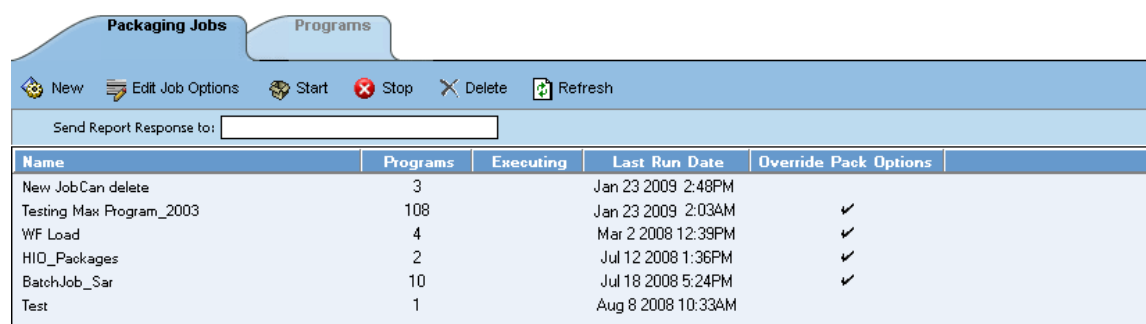 Packaging Jobs Programs
New Edit Job Options Start Stop Delete Refresh
Send Report Response to:
Name Programs Executing Last Run Date Override Pack Options
New JobCan delete 3 Jan 23 2009 2:48PM
Testing Max Program_2003 108 Jan 23 2009 2:03AM ✔
WF Load 4 Mar 2 2008 12:39PM ✔
HIO_Packages 2 Jul 12 2008 1:36PM ✔
BatchJob_Sar 10 Jul 18 2008 5:24PM ✔
Test 1 Aug 8 2008 10:33AM